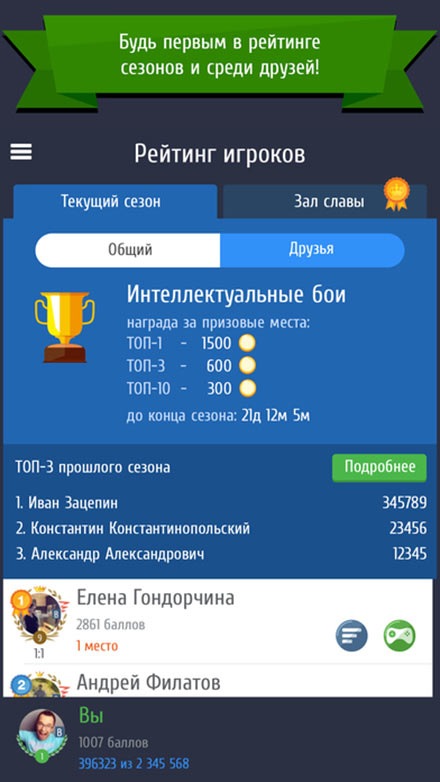 Будь первым в рейтинге
сезонов и среди друзей!
Рейтинг игроков
Текущий сезон
Зал славы
Общий
Друзья
Интеллектуальные бои
награда за призовые места:
ТОП-1 - 1500
ТОП-3 - 600
ТОП-10 - 300
до конца сезона: 21д 12м 5м
ТОП-3 прошлого сезона
Подробнее
1. Иван Зацепин 345789
2. Константин Константинопольский 23456
3. Александр Александрович 12345
1
Елена Гондорчина
В
2861 баллов
9
1 место
1:1
2
Андрей Филатов
Вы
В
1007 баллов
1
396323 из 2 345 568